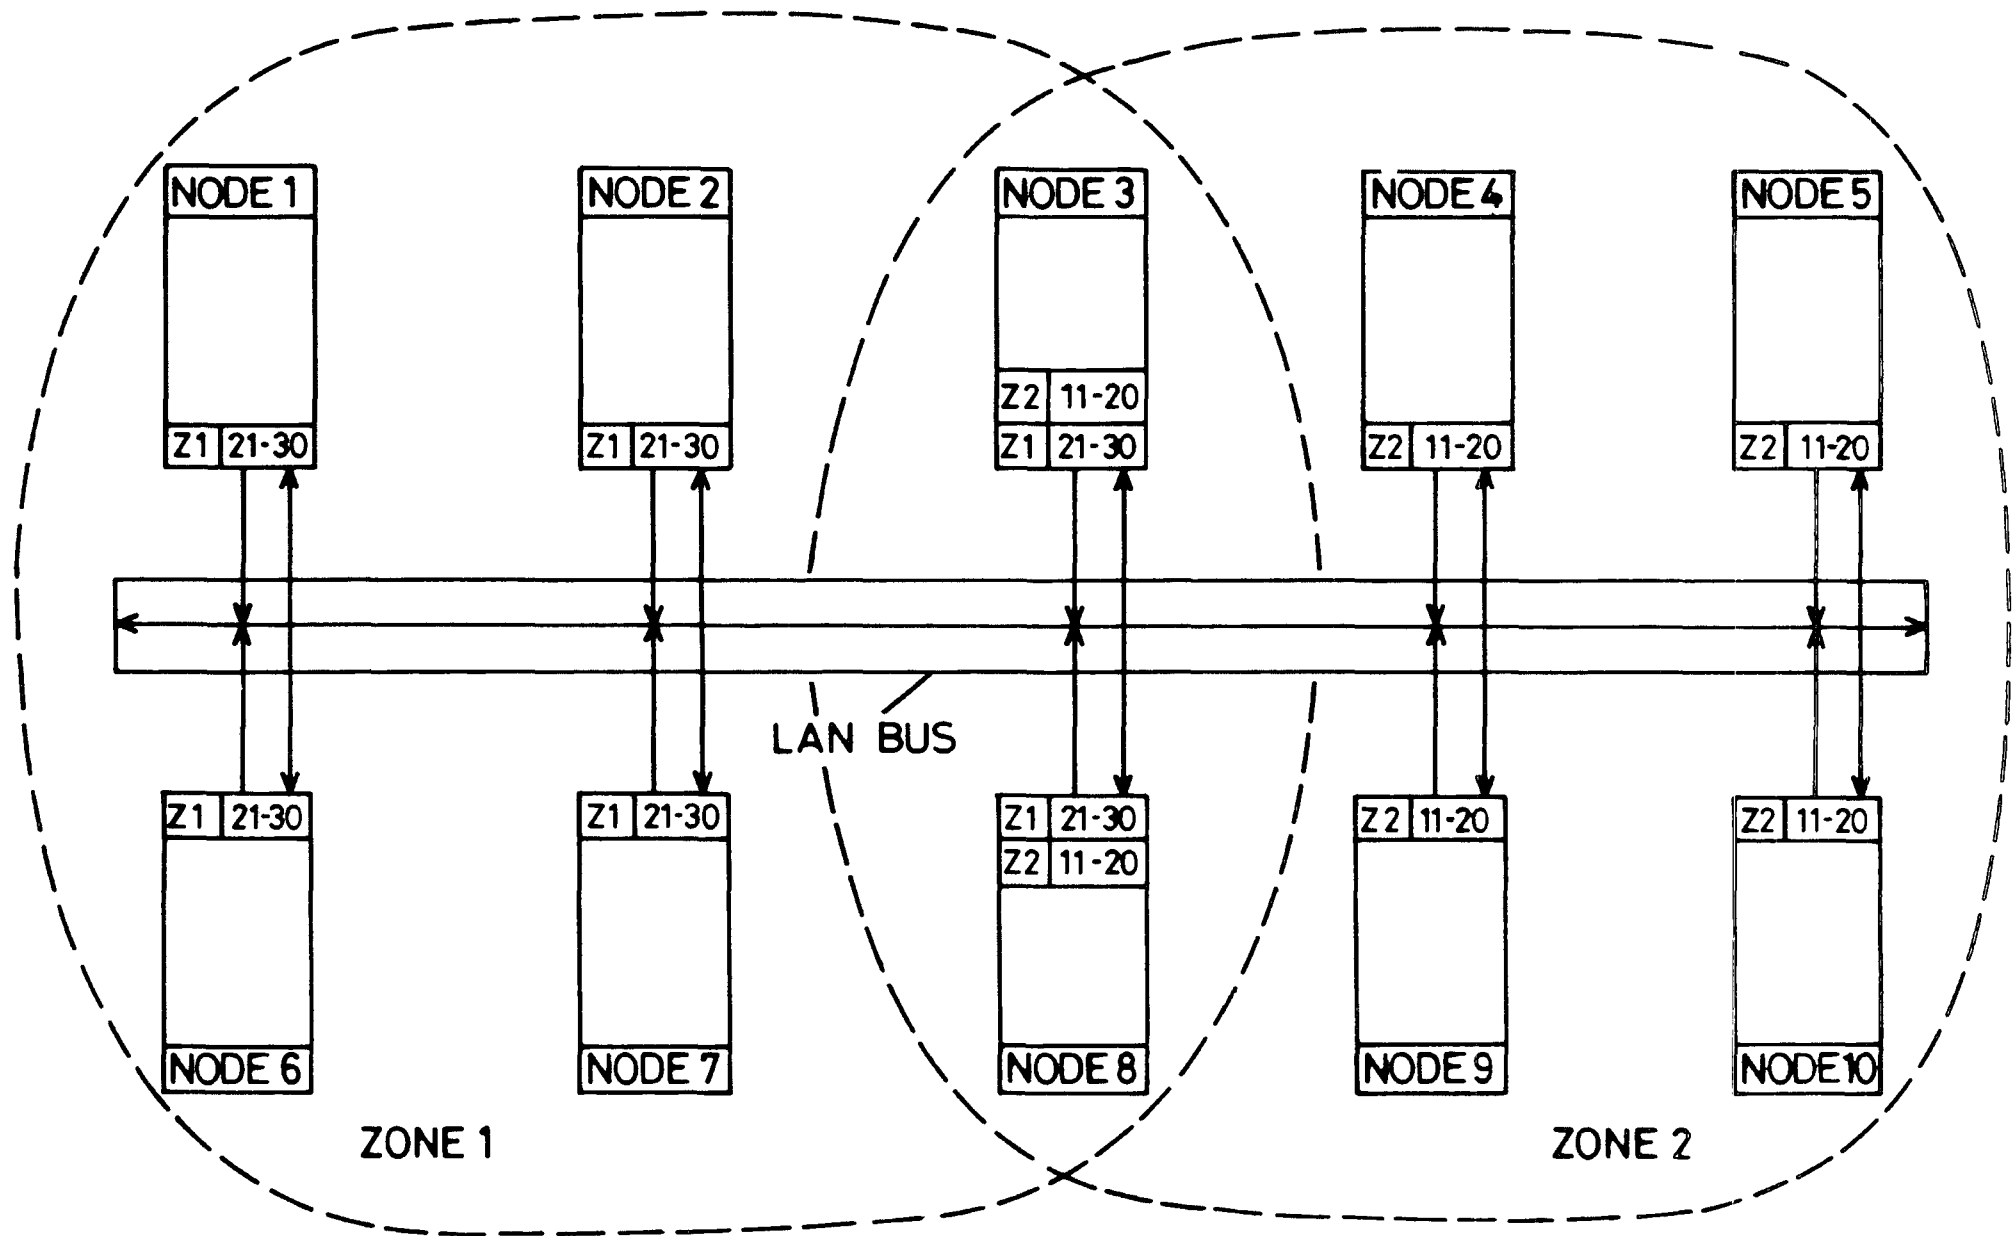 NODE 1
NODE 2
NODE 3
NODE 4
NODE 5
Z2 11-20
Z1 21-30
Z1 21-30
Z1 21-30
Z2 11-20
Z2 11-20
LAN BUS
Z1 21-30
Z1 21-30
Z1 21-30
Z2 11-20
Z2 11-20
Z2 11-20
NODE 6
NODE 7
NODE 8
NODE 9
NODE 10
ZONE 1
ZONE 2